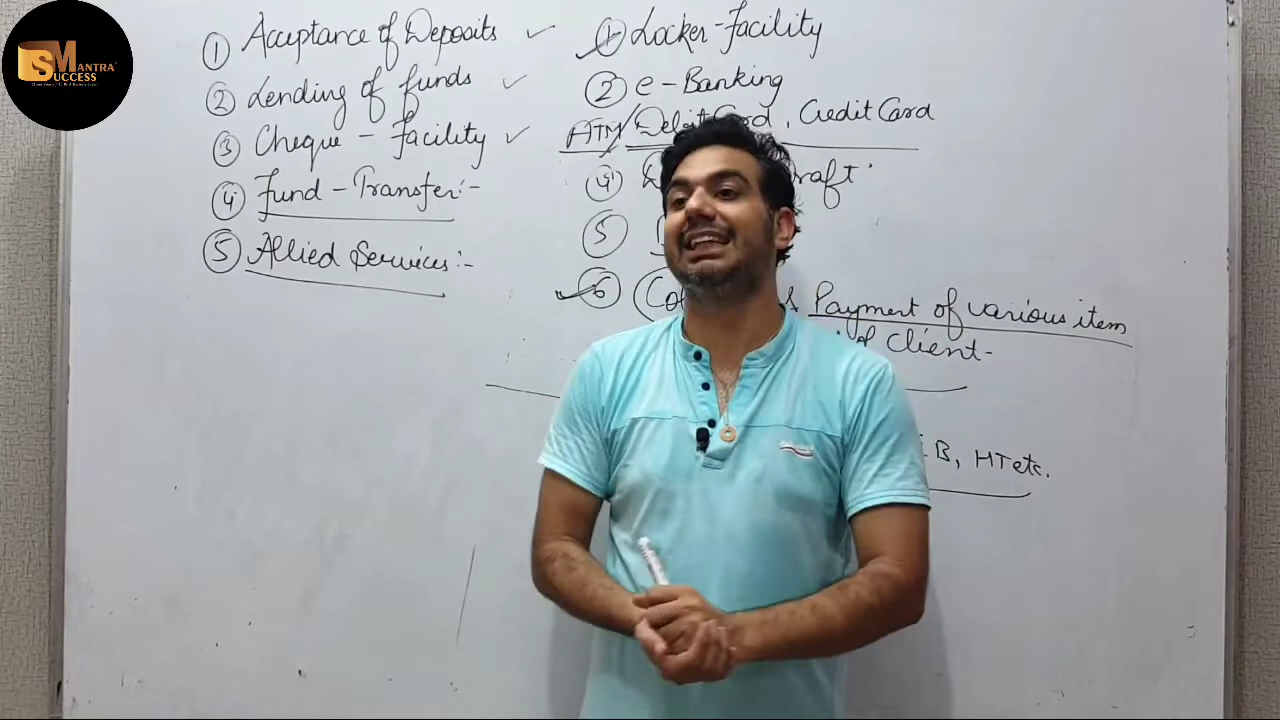 SUCCESS MANTRA
① Acceptance of Deposits ✓
② Lending of funds ✓
③ Cheque - Facility ✓
④ Fund - Transfer:-
⑤ Allied Services:-
① Locker-Facility
② e-Banking
ATM/Debit Card, Credit Card
④ raft
⑤
⑥ Payment of various item
of client-
B, HT etc.